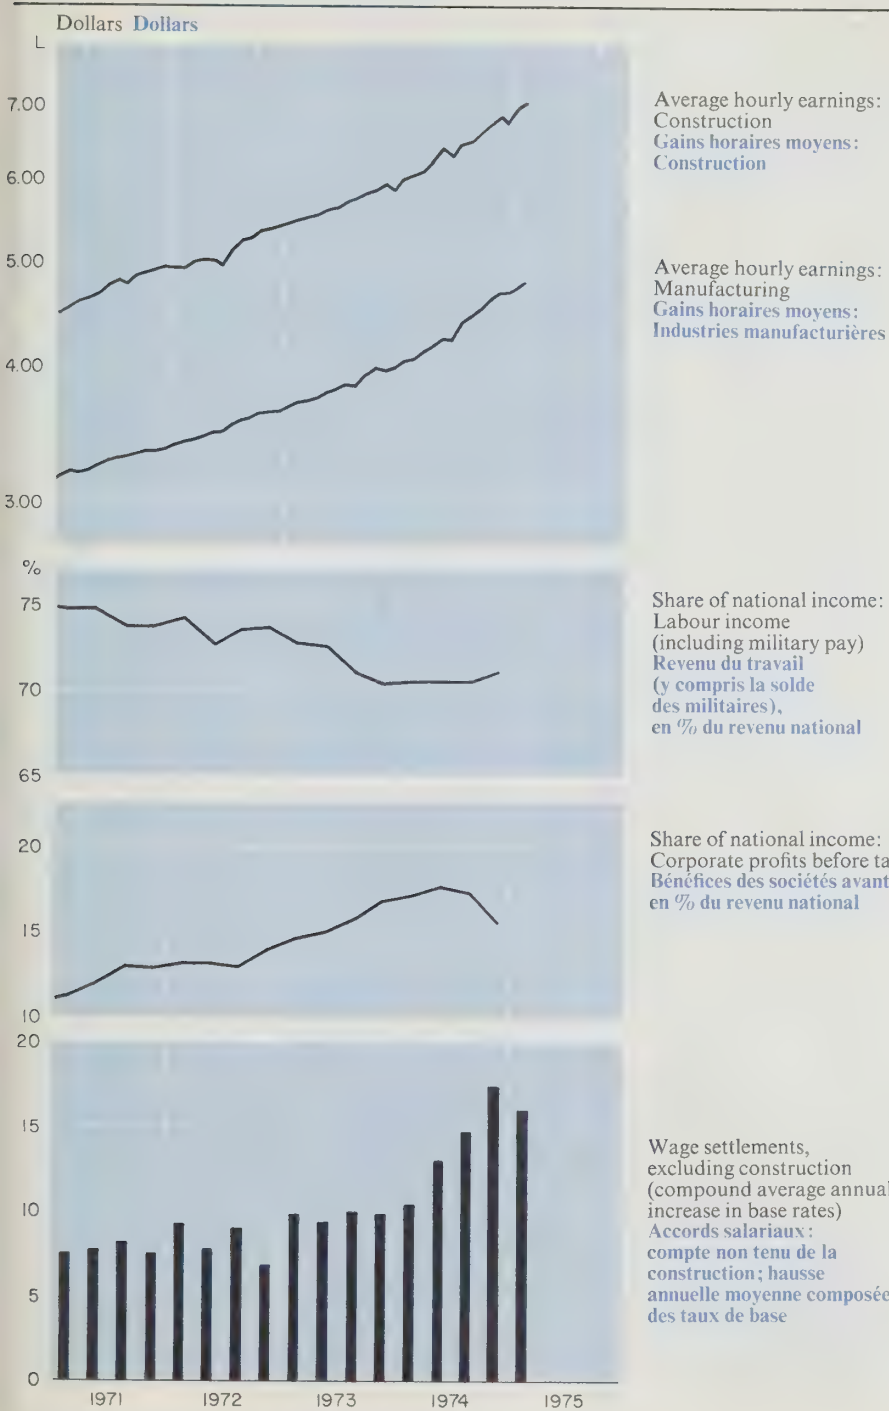 Dollars Dollars
L
7.00
6.00
5.00
4.00
3.00
Average hourly earnings:
Construction
Gains horaires moyens:
Construction
Average hourly earnings:
Manufacturing
Gains horaires moyens:
Industries manufacturières
%
75
70
65
Share of national income:
Labour income
(including military pay)
Revenu du travail
(y compris la solde
des militaires),
en % du revenu national
20
15
10
Share of national income:
Corporate profits before ta
Bénéfices des sociétés avant
en % du revenu national
20
15
10
5
0
Wage settlements,
excluding construction
(compound average annual
increase in base rates)
Accords salariaux:
compte non tenu de la
construction; hausse
annuelle moyenne composée
des taux de base
1971 1972 1973 1974 1975